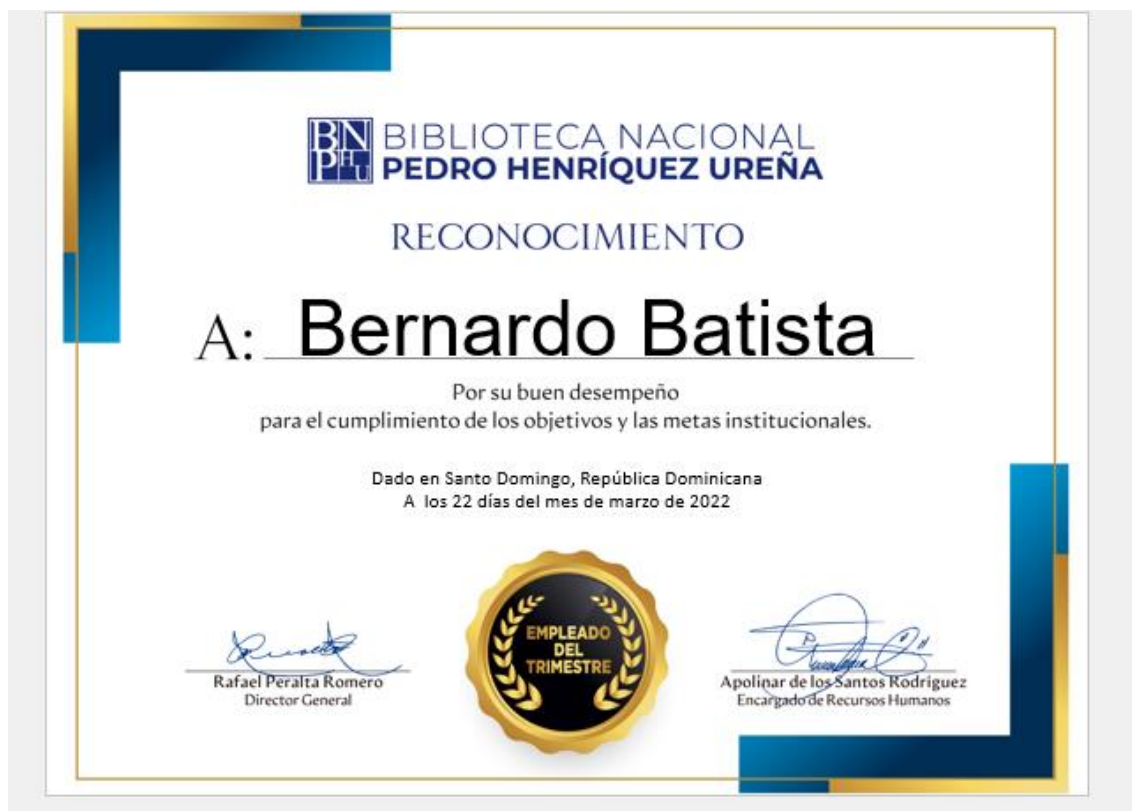 BN
PHU
BIBLIOTECA NACIONAL
PEDRO HENRÍQUEZ UREÑA
RECONOCIMIENTO
A: Bernardo Batista
Por su buen desempeño
para el cumplimiento de los objetivos y las metas institucionales.
Dado en Santo Domingo, República Dominicana
A los 22 días del mes de marzo de 2022
EMPLEADO
DEL
TRIMESTRE
Rafael Peralta Romero
Director General
Apolinar de los Santos Rodríguez
Encargado de Recursos Humanos